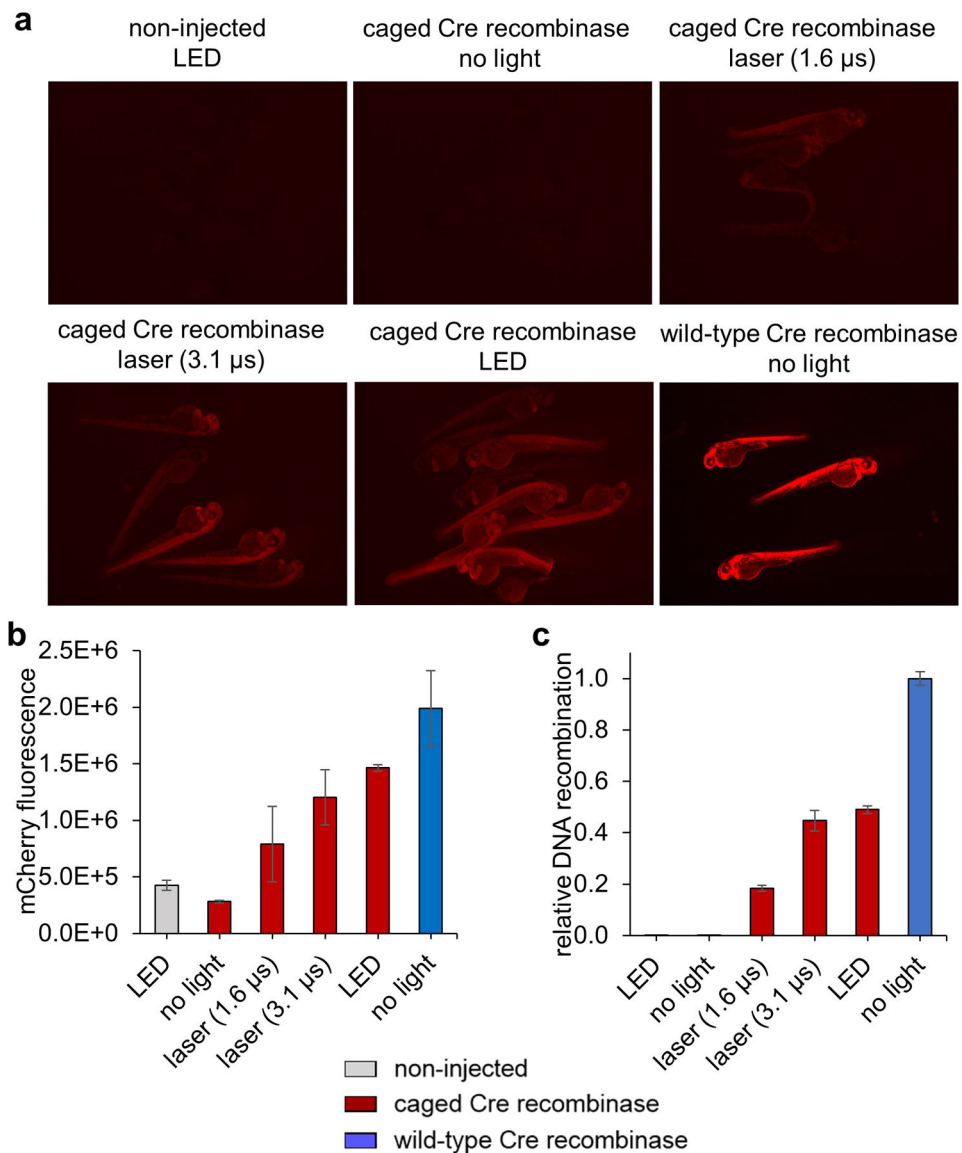 a
non-injected
LED
caged Cre recombinase
no light
caged Cre recombinase
laser (1.6 µs)
caged Cre recombinase
laser (3.1 µs)
caged Cre recombinase
LED
wild-type Cre recombinase
no light
b
mCherry fluorescence
2.5E+6
2.0E+6
1.5E+6
1.0E+6
5.0E+5
0.0E+0
LED
no light
laser (1.6 µs)
laser (3.1 µs)
LED
no light
c
relative DNA recombination
1.0
0.8
0.6
0.4
0.2
0.0
LED
no light
laser (1.6 µs)
laser (3.1 µs)
LED
no light
non-injected
caged Cre recombinase
wild-type Cre recombinase